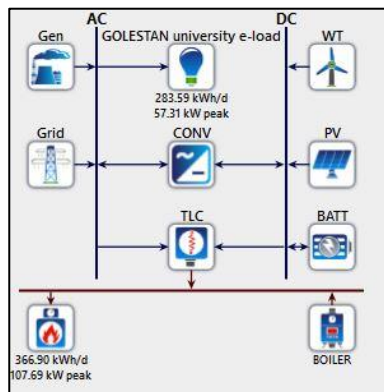 AC DC
Gen GOLESTAN university e-load WT
283.59 kWh/d
57.31 kW peak
Grid CONV PV
TLC BATT
366.90 kWh/d
107.69 kW peak
BOILER